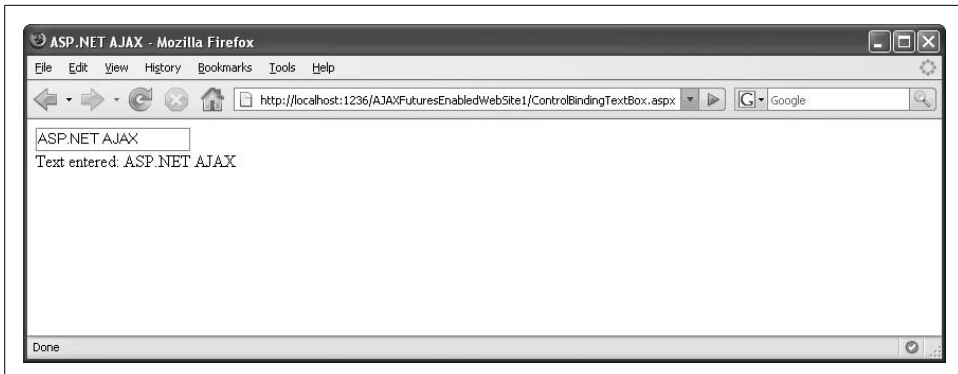 ASP.NET AJAX - Mozilla Firefox
File Edit View History Bookmarks Tools Help
http://localhost:1236/AJAXFuturesEnabledWebSite1/ControlBindingTextBox.aspx G Google
ASP.NET AJAX
Text entered: ASP.NET AJAX
Done